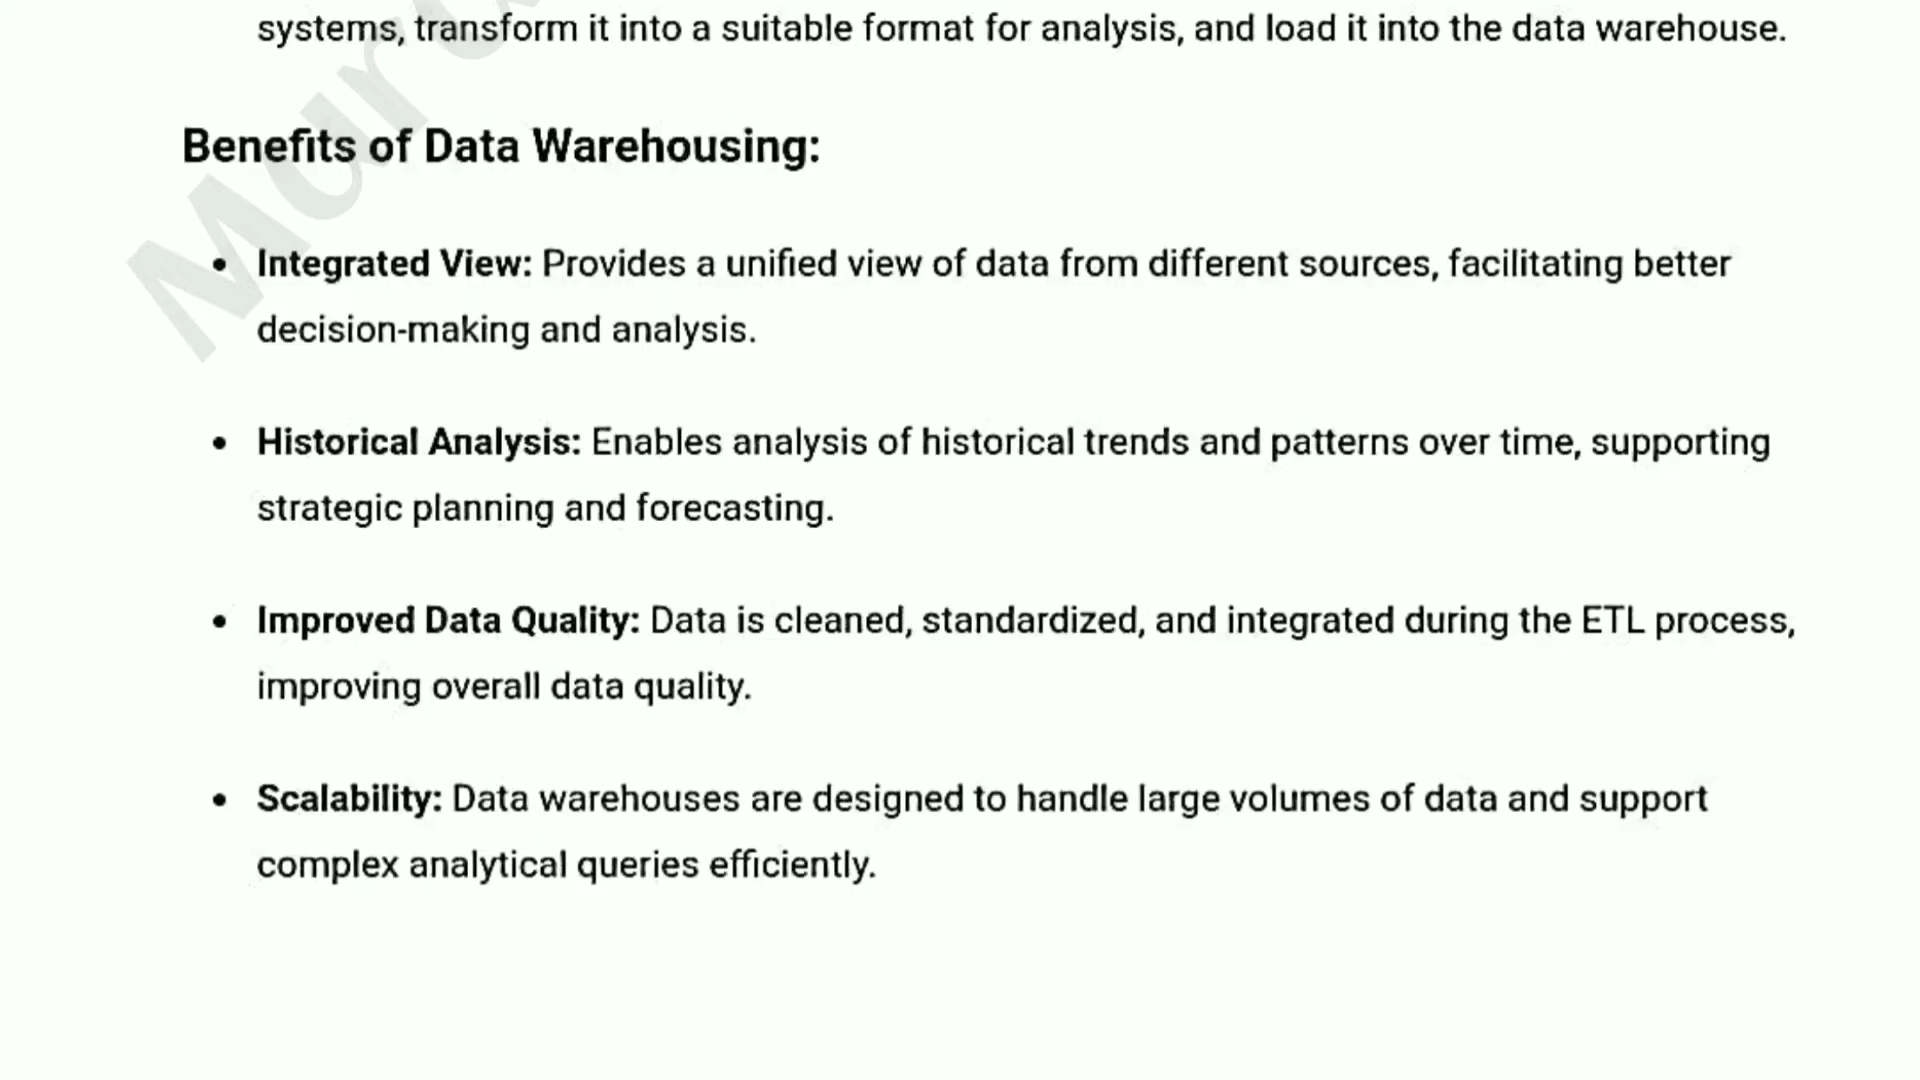 systems, transform it into a suitable format for analysis, and load it into the data warehouse.
Benefits of Data Warehousing:
• Integrated View: Provides a unified view of data from different sources, facilitating better
decision-making and analysis.
• Historical Analysis: Enables analysis of historical trends and patterns over time, supporting
strategic planning and forecasting.
• Improved Data Quality: Data is cleaned, standardized, and integrated during the ETL process,
improving overall data quality.
• Scalability: Data warehouses are designed to handle large volumes of data and support
complex analytical queries efficiently.